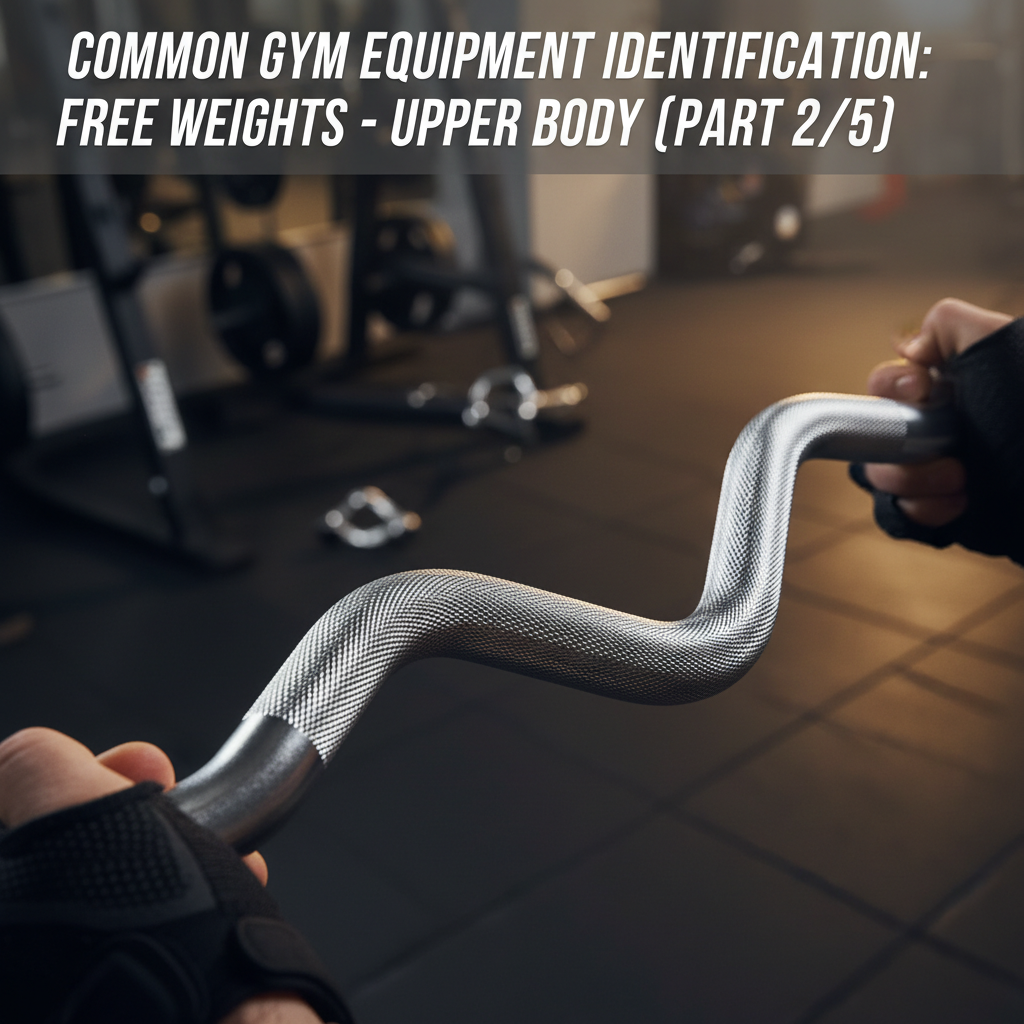 COMMON GYM EQUIPMENT IDENTIFICATION:
FREE WEIGHTS - UPPER BODY (PART 2/5)